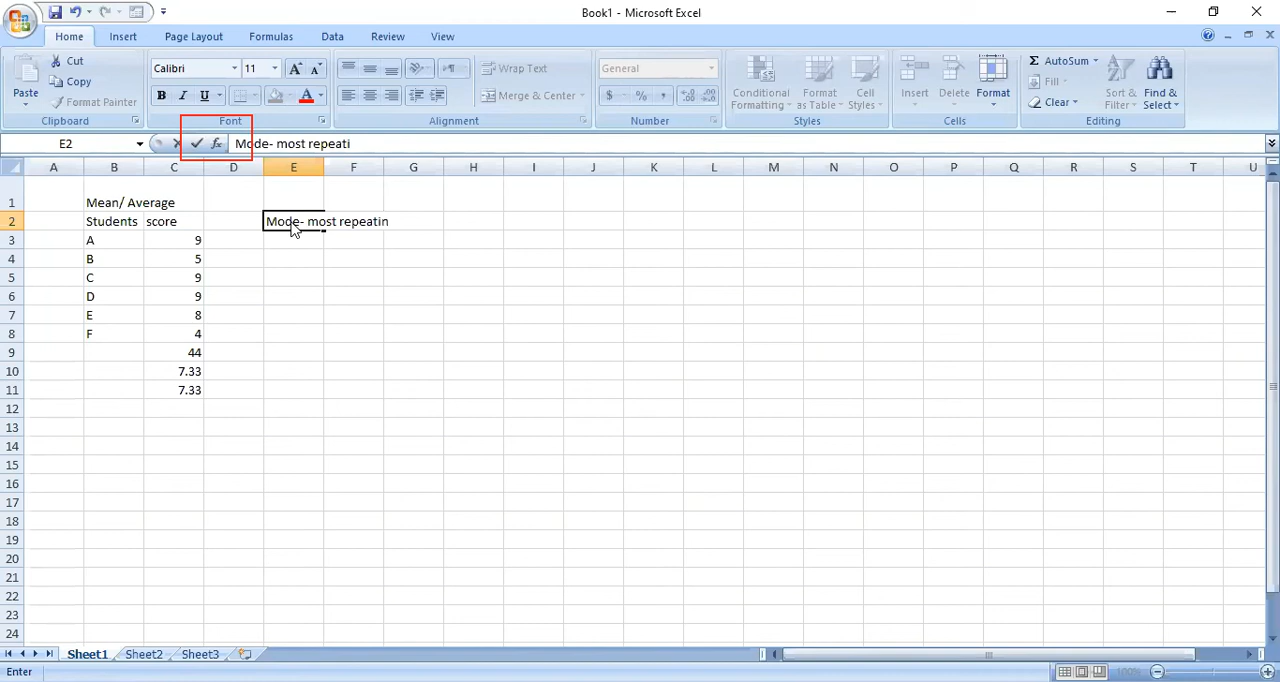 Book1 - Microsoft Excel
Home Insert Page Layout Formulas Data Review View
Cut
Copy
Format Painter
Paste
Clipboard
Calibri 11
B I U
Font
Wrap Text
Merge & Center
Alignment
General
$ % ,
Number
Conditional Formatting
Format as Table
Cell Styles
Styles
Insert Delete Format
Cells
AutoSum
Fill
Clear
Sort & Filter
Find & Select
Editing
E2 fx Mode- most repeati
A B C D E F G H I J K L M N O P Q R S T U
1 Mean/ Average
2 Students score Mode- most repeatin
3 A 9
4 B 5
5 C 9
6 D 9
7 E 8
8 F 4
9 44
10 7.33
11 7.33
12
13
14
15
16
17
18
19
20
21
22
23
24
Sheet1 Sheet2 Sheet3
Enter 100%